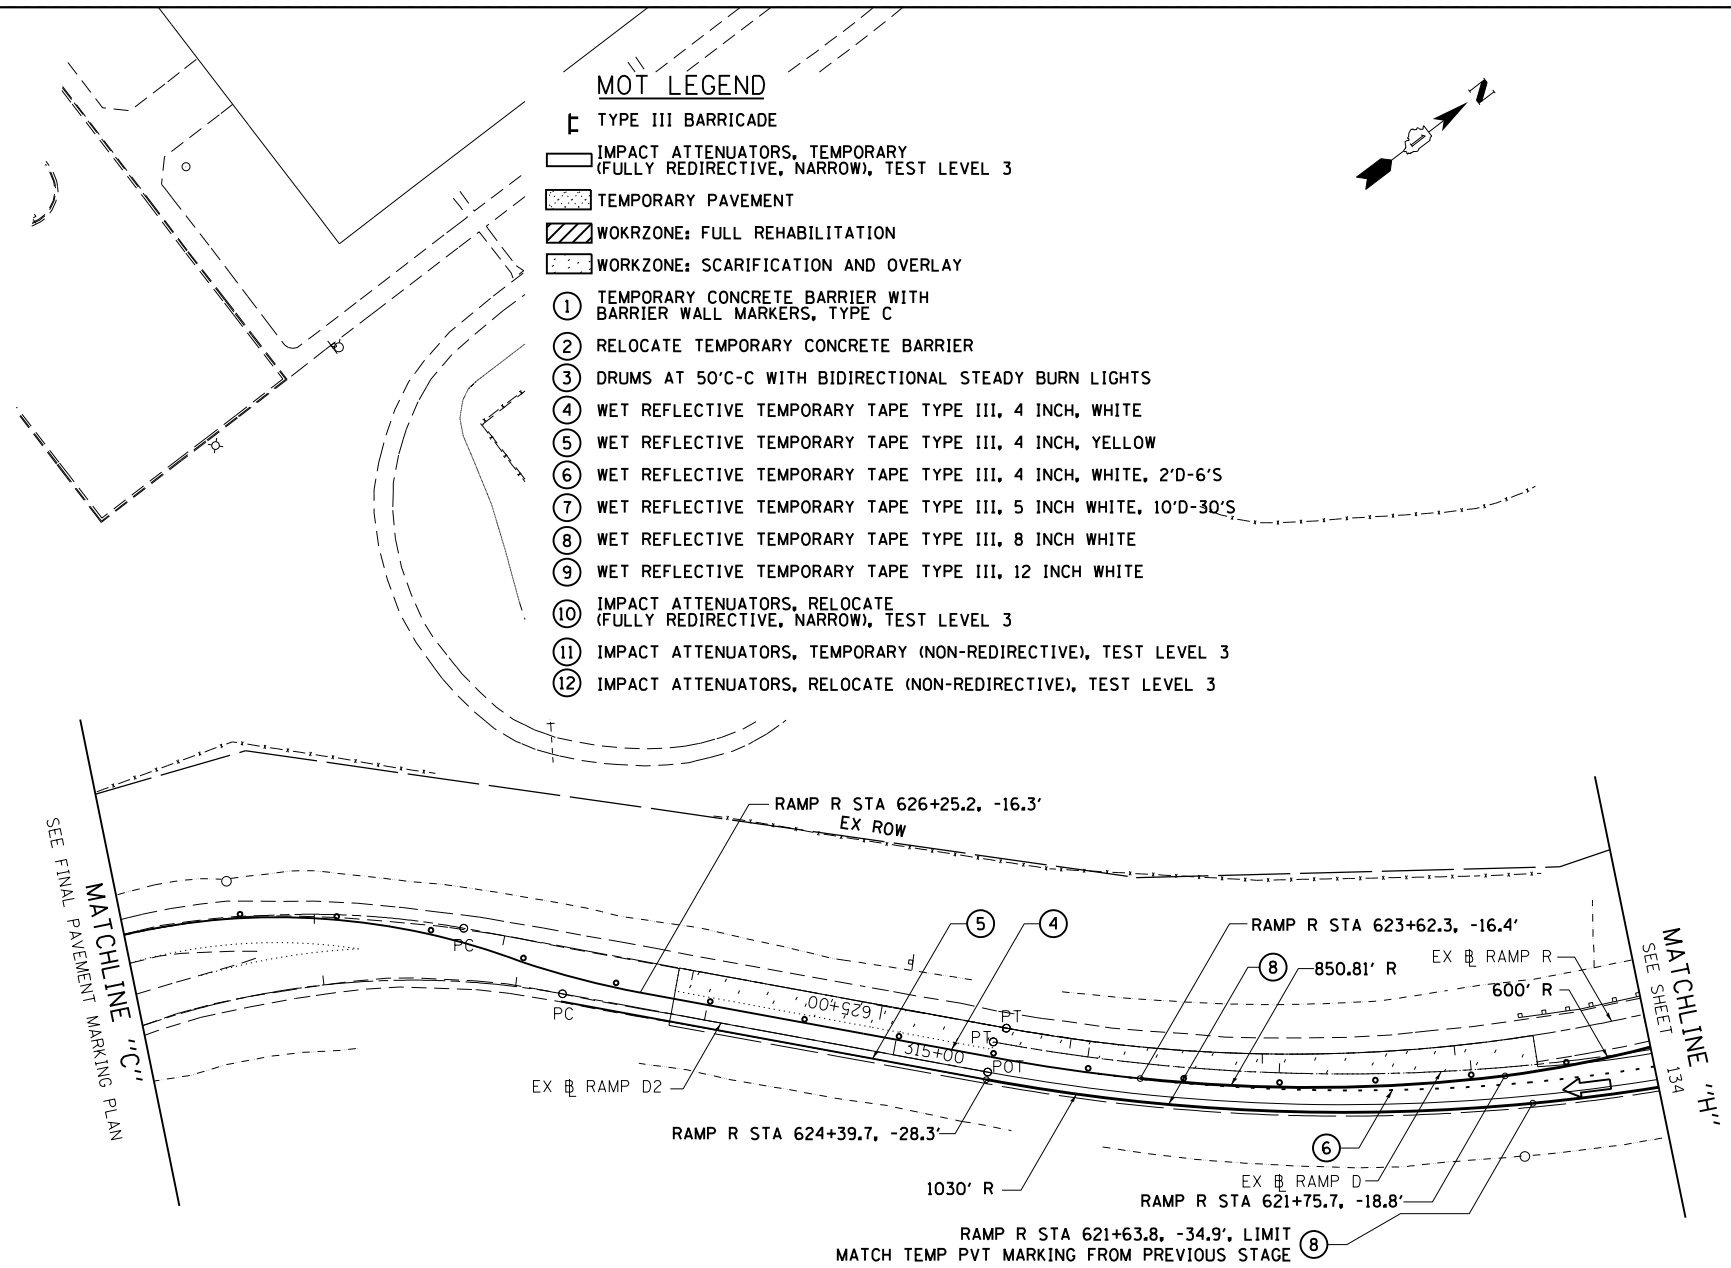 MOT LEGEND
N
TYPE III BARRICADE
IMPACT ATTENUATORS, TEMPORARY
(FULLY REDIRECTIVE, NARROW), TEST LEVEL 3
TEMPORARY PAVEMENT
WOKRZONE: FULL REHABILITATION
WORKZONE: SCARIFICATION AND OVERLAY
1 TEMPORARY CONCRETE BARRIER WITH
BARRIER WALL MARKERS, TYPE C
2 RELOCATE TEMPORARY CONCRETE BARRIER
3 DRUMS AT 50'C-C WITH BIDIRECTIONAL STEADY BURN LIGHTS
4 WET REFLECTIVE TEMPORARY TAPE TYPE III, 4 INCH, WHITE
5 WET REFLECTIVE TEMPORARY TAPE TYPE III, 4 INCH, YELLOW
6 WET REFLECTIVE TEMPORARY TAPE TYPE III, 4 INCH, WHITE, 2'D-6'S
7 WET REFLECTIVE TEMPORARY TAPE TYPE III, 5 INCH WHITE, 10'D-30'S
8 WET REFLECTIVE TEMPORARY TAPE TYPE III, 8 INCH WHITE
9 WET REFLECTIVE TEMPORARY TAPE TYPE III, 12 INCH WHITE
10 IMPACT ATTENUATORS, RELOCATE
(FULLY REDIRECTIVE, NARROW), TEST LEVEL 3
11 IMPACT ATTENUATORS, TEMPORARY (NON-REDIRECTIVE), TEST LEVEL 3
12 IMPACT ATTENUATORS, RELOCATE (NON-REDIRECTIVE), TEST LEVEL 3
RAMP R STA 626+25.2, -16.3'
EX ROW
MATCHLINE "C"
SEE FINAL PAVEMENT MARKING PLAN
5
4
RAMP R STA 623+62.3, -16.4'
8
850.81' R
EX ℄ RAMP R
600' R
MATCHLINE "H"
SEE SHEET 134
PC
PC
625+00
PT
PT
315+00
POT
EX ℄ RAMP D2
RAMP R STA 624+39.7, -28.3'
1030' R
6
EX ℄ RAMP D
RAMP R STA 621+75.7, -18.8'
RAMP R STA 621+63.8, -34.9', LIMIT
MATCH TEMP PVT MARKING FROM PREVIOUS STAGE
8